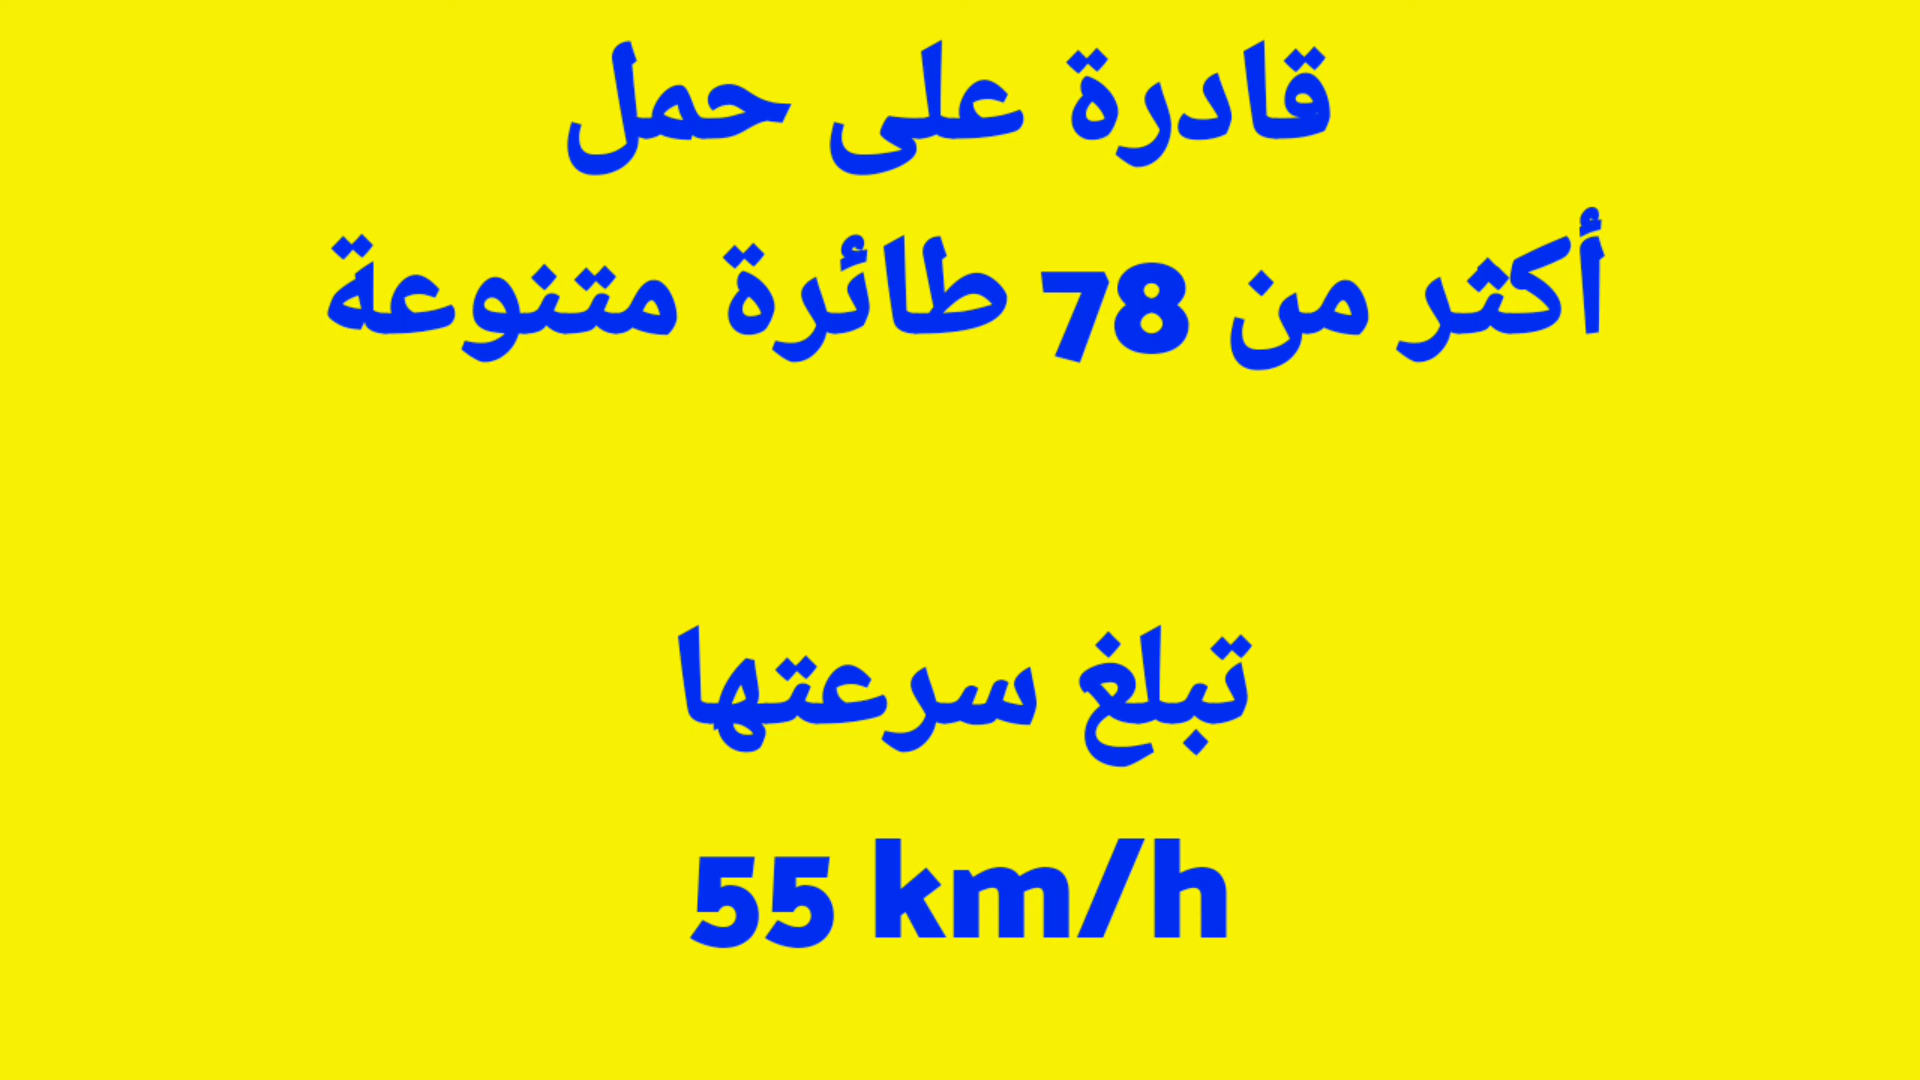 قادرة على حمل
أكثر من 78 طائرة متنوعة
تبلغ سرعتها
55 km/h